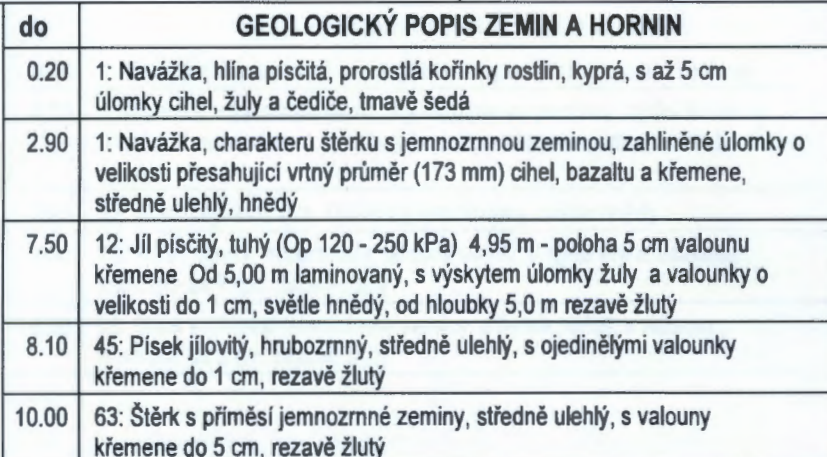 do GEOLOGICKÝ POPIS ZEMIN A HORNIN
0.20 1: Navážka, hlína písčitá, prorostlá kořínky rostlin, kyprá, s až 5 cm
úlomky cihel, žuly a čediče, tmavě šedá
2.90 1: Navážka, charakteru štěrku s jemnozrnnou zeminou, zahliněné úlomky o
velikosti přesahující vrtný průměr (173 mm) cihel, bazaltu a křemene,
středně ulehlý, hnědý
7.50 12: Jíl písčitý, tuhý (Op 120 - 250 kPa) 4,95 m - poloha 5 cm valounu
křemene Od 5,00 m laminovaný, s výskytem úlomky žuly a valounky o
velikosti do 1 cm, světle hnědý, od hloubky 5,0 m rezavě žlutý
8.10 45: Písek jílovitý, hrubozrnný, středně ulehlý, s ojedinělými valounky
křemene do 1 cm, rezavě žlutý
10.00 63: Štěrk s příměsí jemnozrnné zeminy, středně ulehlý, s valouny
křemene do 5 cm, rezavě žlutý